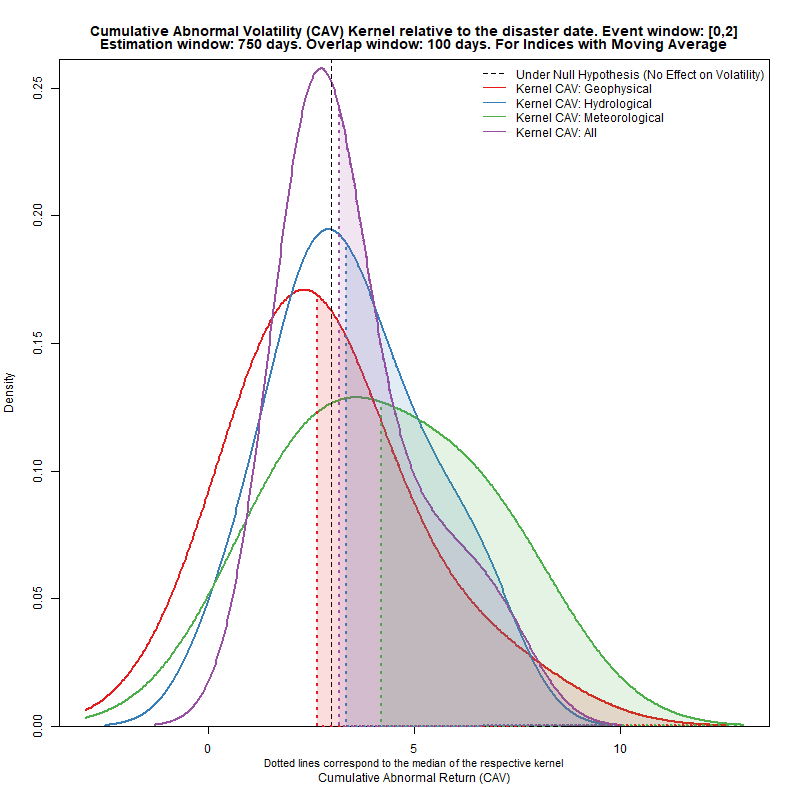 Cumulative Abnormal Volatility (CAV) Kernel relative to the disaster date. Event window: [0,2]
Estimation window: 750 days. Overlap window: 100 days. For Indices with Moving Average
Under Null Hypothesis (No Effect on Volatility)
Kernel CAV: Geophysical
Kernel CAV: Hydrological
Kernel CAV: Meteorological
Kernel CAV: All
0.25
0.20
0.15
0.10
0.05
0.00
Density
0 5 10
Dotted lines correspond to the median of the respective kernel
Cumulative Abnormal Return (CAV)